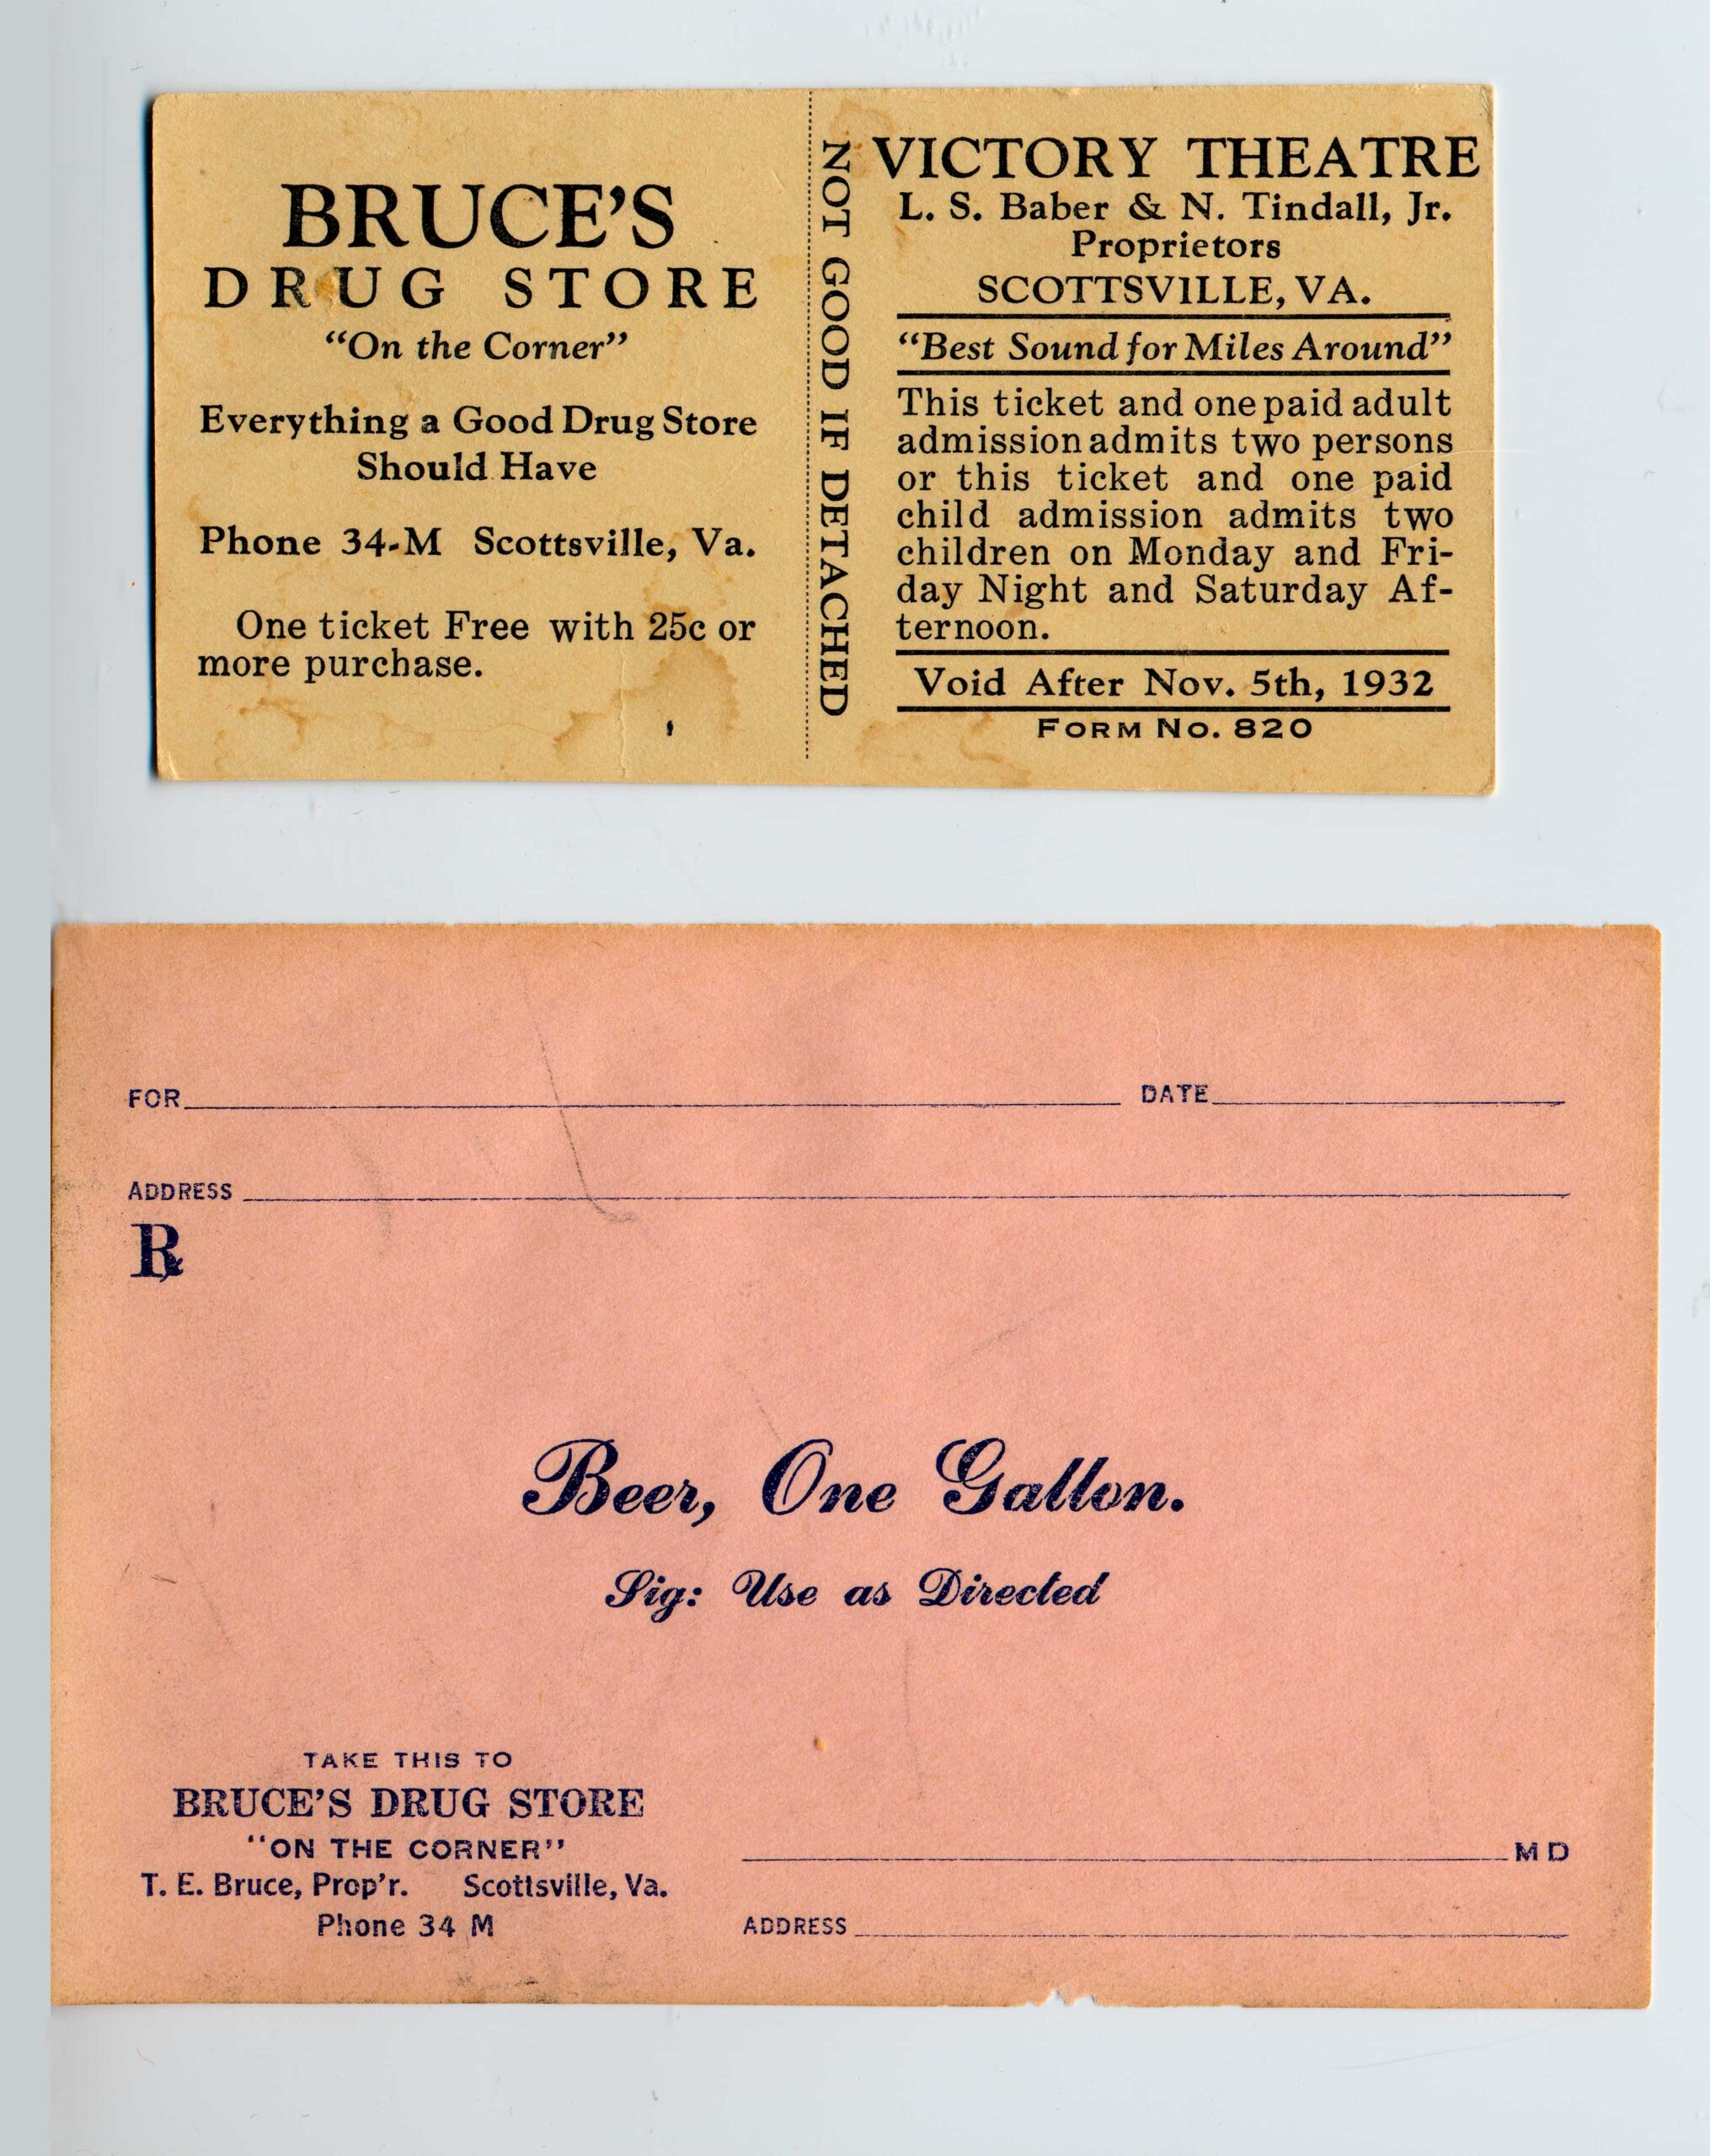 BRUCE'S
DRUG STORE
“On the Corner”
Everything a Good Drug Store
Should Have
Phone 34-M Scottsville, Va.
One ticket Free with 25c or
more purchase.
NOT GOOD IF DETACHED
VICTORY THEATRE
L. S. Baber & N. Tindall, Jr.
Proprietors
SCOTTSVILLE, VA.
“Best Sound for Miles Around”
This ticket and one paid adult
admission admits two persons
or this ticket and one paid
child admission admits two
children on Monday and Fri-
day Night and Saturday Af-
ternoon.
Void After Nov. 5th, 1932
FORM NO. 820
FOR DATE
ADDRESS
℞
Beer, One Gallon.
Sig: Use as Directed
TAKE THIS TO
BRUCE'S DRUG STORE
"ON THE CORNER"
T. E. Bruce, Prop'r. Scottsville, Va.
Phone 34 M
MD
ADDRESS